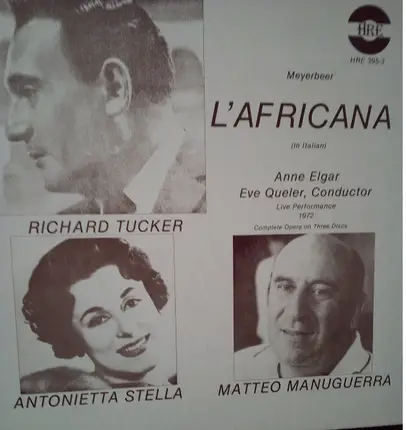 HRE
HRE 395-3
Meyerbeer
L'AFRICANA
(in Italian)
Anne Elgar
Eve Queler, Conductor
Live Performance
1972
Complete Opera on Three Discs
RICHARD TUCKER
ANTONIETTA STELLA
MATTEO MANUGUERRA